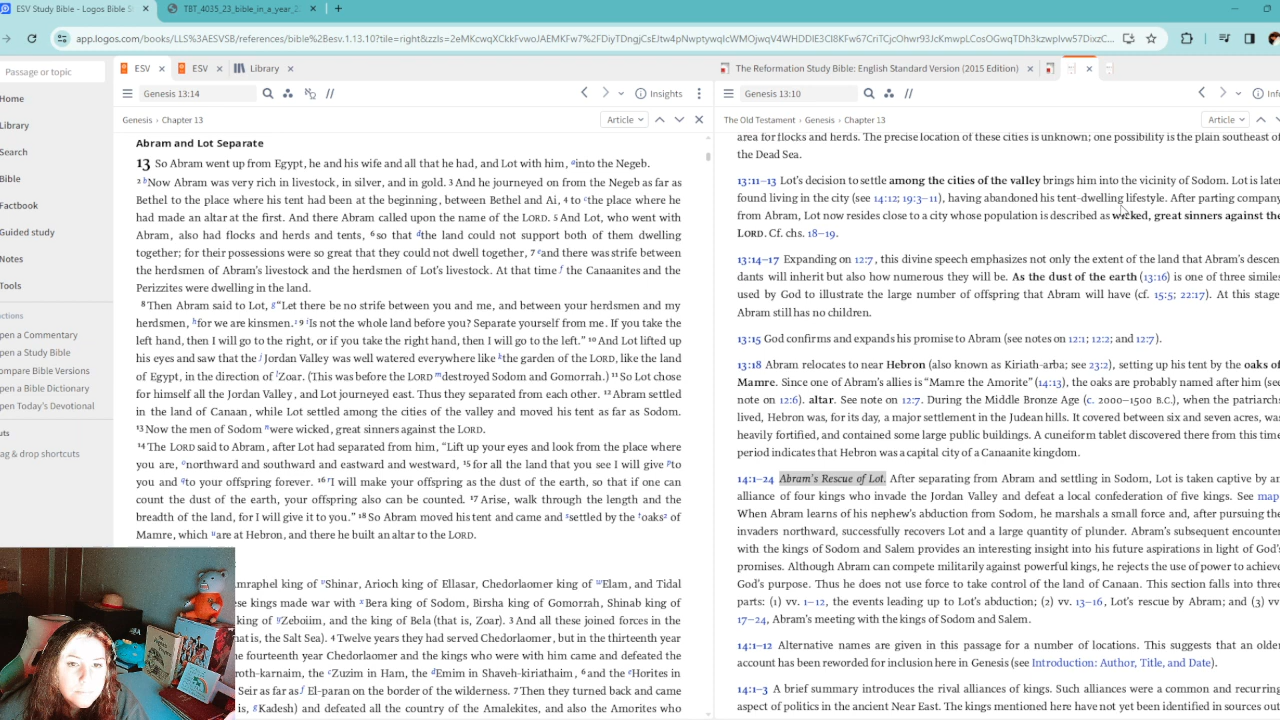 ESV Study Bible - Logos Bible S
TBT_4035_23_bible_in_a_year_2
app.logos.com/books/LLS%3AESVSB/references/bible%2Besv.1.13.10?tile=right&zzls=
Passage or topic
ESV
ESV
Library
The Reformation Study Bible: English Standard Version (2015 Edition)
Genesis 13:14
Insights
Genesis 13:10
Info
Genesis › Chapter 13
Article
The Old Testament › Genesis › Chapter 13
Article
Home
Library
Search
Bible
Factbook
Guided study
Notes
Tools
ctions
pen a Commentary
pen a Study Bible
ompare Bible Versions
pen a Bible Dictionary
pen Today's Devotional
uts
ag & drop shortcuts
Abram and Lot Separate
13 So Abram went up from Egypt, he and his wife and all that he had, and Lot with him, a into the Negeb.
2 b Now Abram was very rich in livestock, in silver, and in gold. 3 And he journeyed on from the Negeb as far as
Bethel to the place where his tent had been at the beginning, between Bethel and Ai, 4 to c the place where he
had made an altar at the first. And there Abram called upon the name of the LORD. 5 And Lot, who went with
Abram, also had flocks and herds and tents, 6 so that d the land could not support both of them dwelling
together; for their possessions were so great that they could not dwell together, 7 e and there was strife between
the herdsmen of Abram's livestock and the herdsmen of Lot's livestock. At that time f the Canaanites and the
Perizzites were dwelling in the land.
8 Then Abram said to Lot, g “Let there be no strife between you and me, and between your herdsmen and my
herdsmen, h for we are kinsmen. 1 9 i Is not the whole land before you? Separate yourself from me. If you take the
left hand, then I will go to the right, or if you take the right hand, then I will go to the left.” 10 And Lot lifted up
his eyes and saw that the j Jordan Valley was well watered everywhere like k the garden of the LORD, like the land
of Egypt, in the direction of l Zoar. (This was before the LORD m destroyed Sodom and Gomorrah.) 11 So Lot chose
for himself all the Jordan Valley, and Lot journeyed east. Thus they separated from each other. 12 Abram settled
in the land of Canaan, while Lot settled among the cities of the valley and moved his tent as far as Sodom.
13 Now the men of Sodom n were wicked, great sinners against the LORD.
14 The LORD said to Abram, after Lot had separated from him, “Lift up your eyes and look from the place where
you are, o northward and southward and eastward and westward, 15 for all the land that you see I will give p to
you and q to your offspring forever. 16 r I will make your offspring as the dust of the earth, so that if one can
count the dust of the earth, your offspring also can be counted. 17 Arise, walk through the length and the
breadth of the land, for I will give it to you.” 18 So Abram moved his tent and came and s settled by the t oaks 2 of
Mamre, which u are at Hebron, and there he built an altar to the LORD.
mraphel king of v Shinar, Arioch king of Ellasar, Chedorlaomer king of w Elam, and Tidal
ese kings made war with x Bera king of Sodom, Birsha king of Gomorrah, Shinab king of
king of y Zeboiim, and the king of Bela (that is, Zoar). 3 And all these joined forces in the
hat is, the Salt Sea). 4 Twelve years they had served Chedorlaomer, but in the thirteenth year
he fourteenth year Chedorlaomer and the kings who were with him came and defeated the
roth-karnaim, the c Zuzim in Ham, the d Emim in Shaveh-kiriathaim, 6 and the e Horites in
Seir as far as f El-paran on the border of the wilderness. 7 Then they turned back and came
is, g Kadesh) and defeated all the country of the Amalekites, and also the Amorites who
area for flocks and herds. The precise location of these cities is unknown; one possibility is the plain southeast of
the Dead Sea.
13:11–13 Lot's decision to settle among the cities of the valley brings him into the vicinity of Sodom. Lot is later
found living in the city (see 14:12; 19:3–11), having abandoned his tent-dwelling lifestyle. After parting company
from Abram, Lot now resides close to a city whose population is described as wicked, great sinners against the
LORD. Cf. chs. 18–19.
13:14–17 Expanding on 12:7, this divine speech emphasizes not only the extent of the land that Abram's descen
dants will inherit but also how numerous they will be. As the dust of the earth (13:16) is one of three similes
used by God to illustrate the large number of offspring that Abram will have (cf. 15:5; 22:17). At this stage
Abram still has no children.
13:15 God confirms and expands his promise to Abram (see notes on 12:1; 12:2; and 12:7).
13:18 Abram relocates to near Hebron (also known as Kiriath-arba; see 23:2), setting up his tent by the oaks of
Mamre. Since one of Abram's allies is “Mamre the Amorite” (14:13), the oaks are probably named after him (see
note on 12:6). altar. See note on 12:7. During the Middle Bronze Age (c. 2000–1500 B.C.), when the patriarchs
lived, Hebron was, for its day, a major settlement in the Judean hills. It covered between six and seven acres, was
heavily fortified, and contained some large public buildings. A cuneiform tablet discovered there from this time
period indicates that Hebron was a capital city of a Canaanite kingdom.
14:1–24 Abram's Rescue of Lot. After separating from Abram and settling in Sodom, Lot is taken captive by an
alliance of four kings who invade the Jordan Valley and defeat a local confederation of five kings. See map
When Abram learns of his nephew's abduction from Sodom, he marshals a small force and, after pursuing the
invaders northward, successfully recovers Lot and a large quantity of plunder. Abram's subsequent encounter
with the kings of Sodom and Salem provides an interesting insight into his future aspirations in light of God's
promises. Although Abram can compete militarily against powerful kings, he rejects the use of power to achieve
God's purpose. Thus he does not use force to take control of the land of Canaan. This section falls into three
parts: (1) vv. 1–12, the events leading up to Lot's abduction; (2) vv. 13–16, Lot's rescue by Abram; and (3) vv
17–24, Abram's meeting with the kings of Sodom and Salem.
14:1–12 Alternative names are given in this passage for a number of locations. This suggests that an older
account has been reworded for inclusion here in Genesis (see Introduction: Author, Title, and Date).
14:1–3 A brief summary introduces the rival alliances of kings. Such alliances were a common and recurring
aspect of politics in the ancient Near East. The kings mentioned here have not yet been identified in sources out